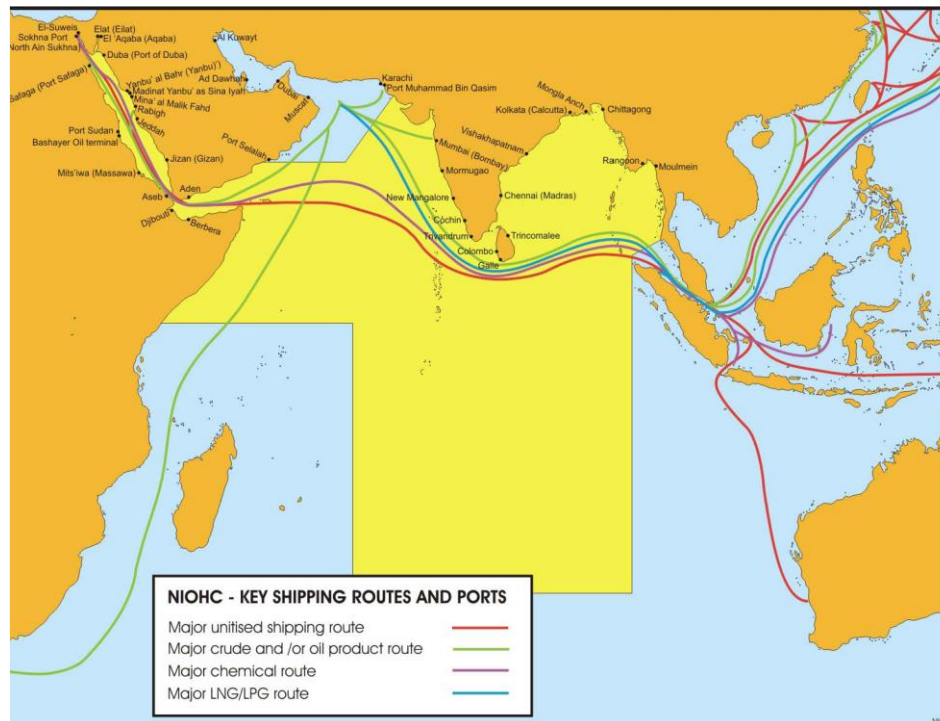 El-Suweis
Sokhna Port
North Ain Sukhna)
Elat (Eilat)
El 'Aqaba (Aqaba)
Duba (Port of Duba)
Safaga (Port Safaga)
Al Kuwayt
Yanbu' al Bahr (Yanbu')')
Madinat Yanbu' as Sina Iyah
Mina' al Malik Fahd
Rabigh
Jeddah
Ad Dawhah
Dubai
Muscat
Karachi
Port Muhammad Bin Qasim
Kolkata (Calcutta)
Mongla Anch
Chittagong
Port Sudan
Bashayer Oil terminal
Port Selalah
Mumbai (Bombay)
Vishakhapatnam
Rangoon
Moulmein
Mits'iwa (Massawa)
Jizan (Gizan)
Mormugao
Aseb
Aden
New Mangalore
Chennai (Madras)
Djibouti
Berbera
Cochin
Trivandrum
Trincomalee
Colombo
Galle
NIOHC - KEY SHIPPING ROUTES AND PORTS
Major unitised shipping route
Major crude and /or oil product route
Major chemical route
Major LNG/LPG route